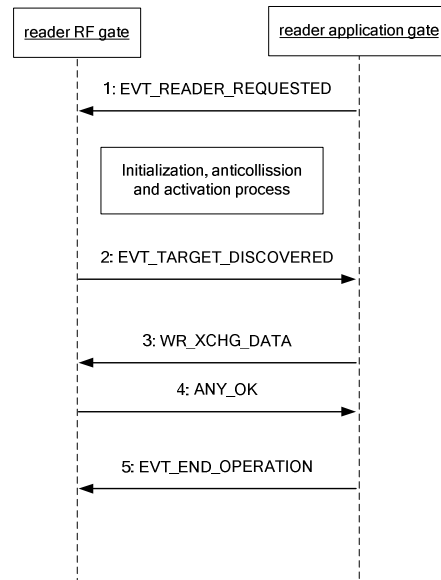 reader RF gate
reader application gate
1: EVT_READER_REQUESTED
Initialization, anticollission
and activation process
2: EVT_TARGET_DISCOVERED
3: WR_XCHG_DATA
4: ANY_OK
5: EVT_END_OPERATION